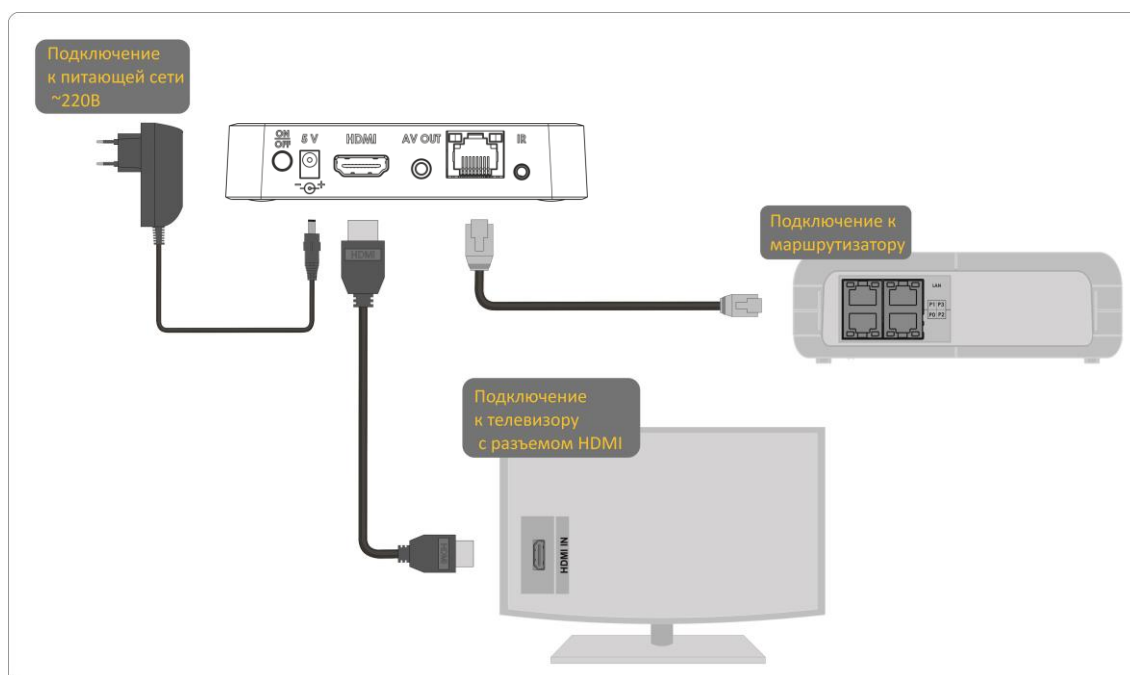 Подключение
к питающей сети
~220В
ON
OFF
5 V
HDMI
AV OUT
IR
- +
Подключение к
маршрутизатору
HDMI
LAN
P1 P3
P0 P2
Подключение
к телевизору
с разъемом HDMI
HDMI
HDMI IN